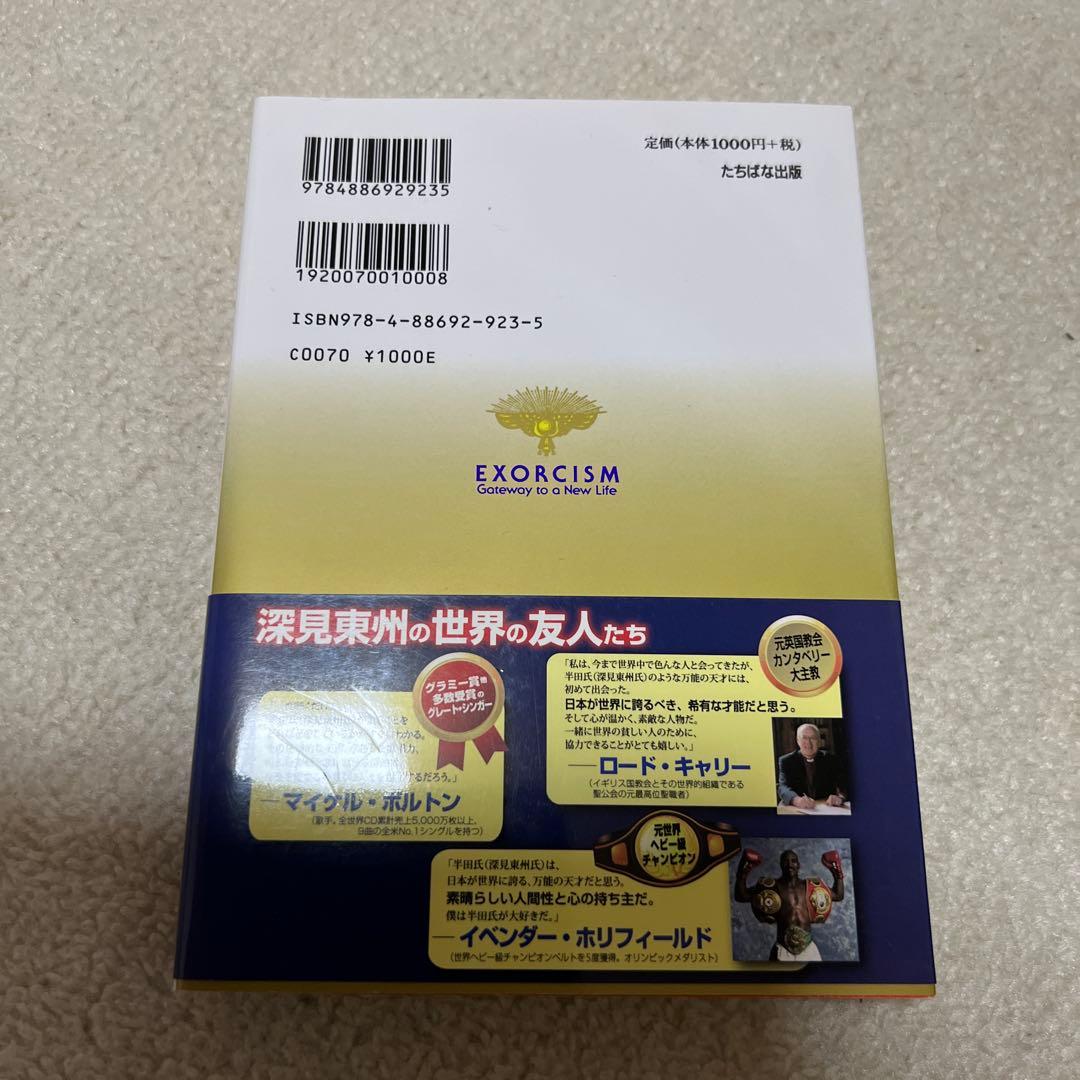 9784886929235
1920070010008
ISBN978-4-88692-923-5
C0070 ¥1000E
定価(本体1000円+税)
たちばな出版
EXORCISM
Gateway to a New Life
深見東州の世界の友人たち
グラミー賞他
多数受賞の
グレート・シンガー
わかる。
るだろう。」
―マイケル・ボルトン
(歌手。全世界CD累計売上5,000万枚以上、
9曲の全米No.1シングルを持つ)
元英国教会
カンタベリー
大主教
「私は、今まで世界中で色んな人と会ってきたが、
半田氏(深見東州氏)のような万能の天才には、
初めて出会った。
日本が世界に誇るべき、希有な才能だと思う。
そして心が温かく、素敵な人物だ。
一緒に世界の貧しい人のために、
協力できることがとても嬉しい。」
―ロード・キャリー
(イギリス国教会とその世界的組織である
聖公会の元最高位聖職者)
元世界
ヘビー級
チャンピオン
「半田氏(深見東州氏)は、
日本が世界に誇る、万能の天才だと思う。
素晴らしい人間性と心の持ち主だ。
僕は半田氏が大好きだ。」
―イベンダー・ホリフィールド
(世界ヘビー級チャンピオンベルトを5度獲得。オリンピックメダリスト)